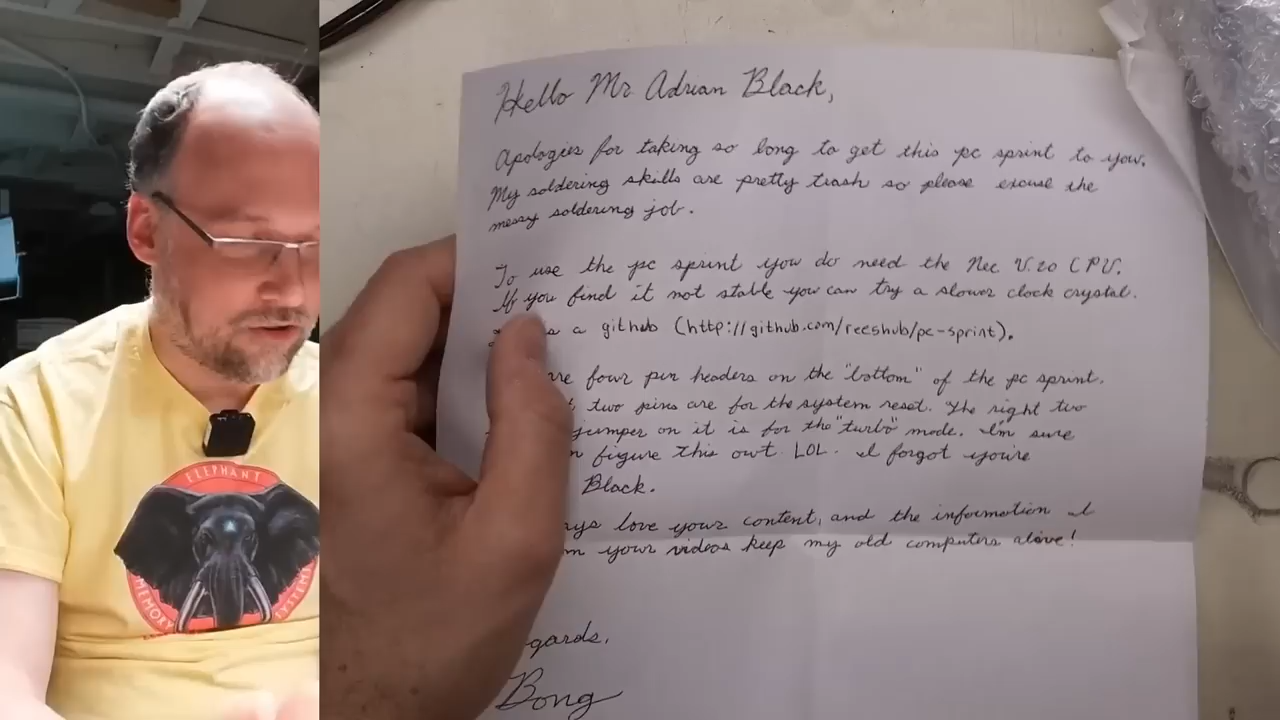 Hello Mr Adrian Black,
Apologies for taking so long to get this pc sprint to you.
My soldering skills are pretty trash so please excuse the
messy soldering job.
To use the pc sprint you do need the Nec V.20 CPU.
If you find it not stable you can try a slower clock crystal.
a github (http://github.com/reeshub/pc-sprint).
four pin headers on the "bottom" of the pc sprint.
two pins are for the system reset. The right two
jumper on it is for the "turbo" mode. I'm sure
figure this out LOL. I forgot you're
Black.
love your content, and the information I
your videos keep my old computers alive!
gards,
Bong
ELEPHANT
MEMORY
SYSTEMS